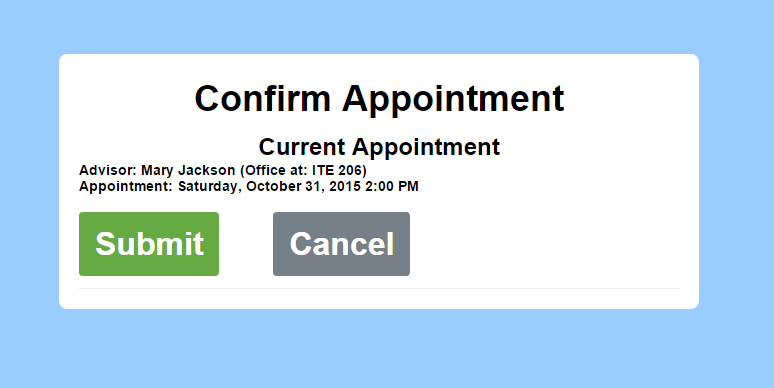 Confirm Appointment
Current Appointment
Advisor: Mary Jackson (Office at: ITE 206)
Appointment: Saturday, October 31, 2015 2:00 PM
Submit Cancel